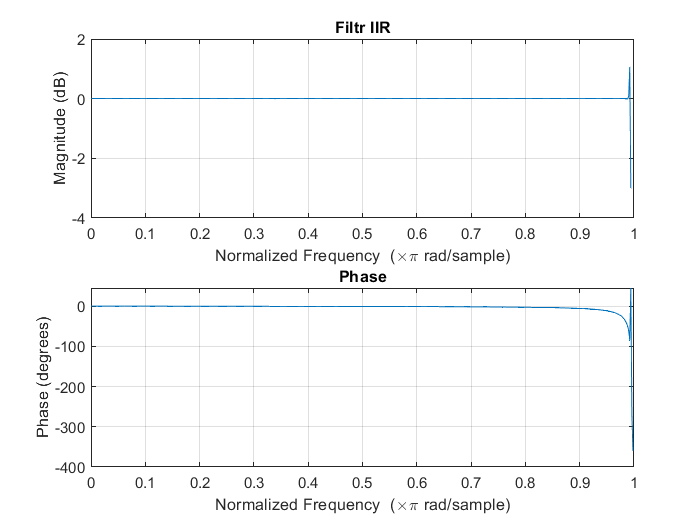 Filtr IIR
2
0
-2
-4
Magnitude (dB)
0 0.1 0.2 0.3 0.4 0.5 0.6 0.7 0.8 0.9 1
Normalized Frequency (×π rad/sample)
Phase
0
-100
-200
-300
-400
Phase (degrees)
0 0.1 0.2 0.3 0.4 0.5 0.6 0.7 0.8 0.9 1
Normalized Frequency (×π rad/sample)